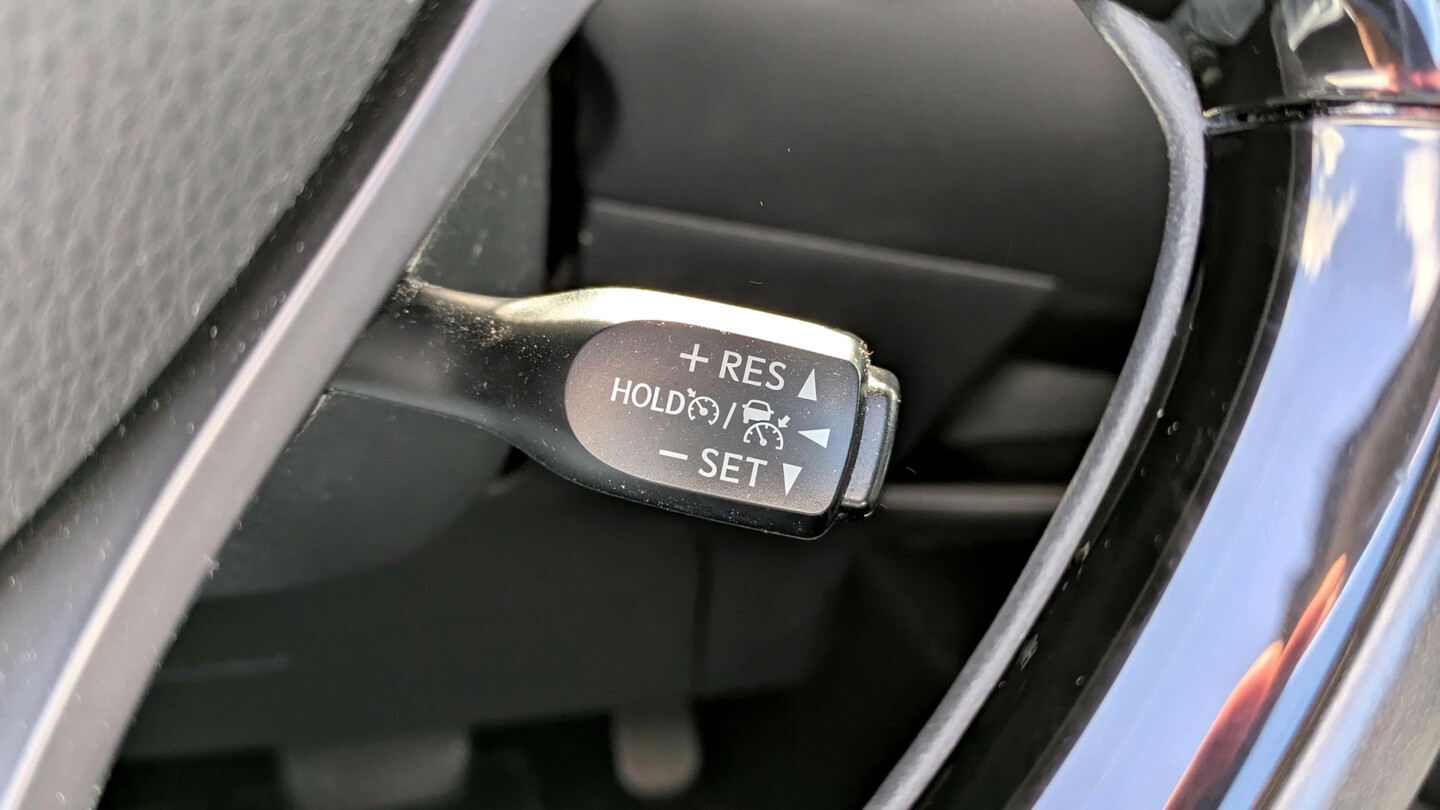 + RES
HOLD /
− SET